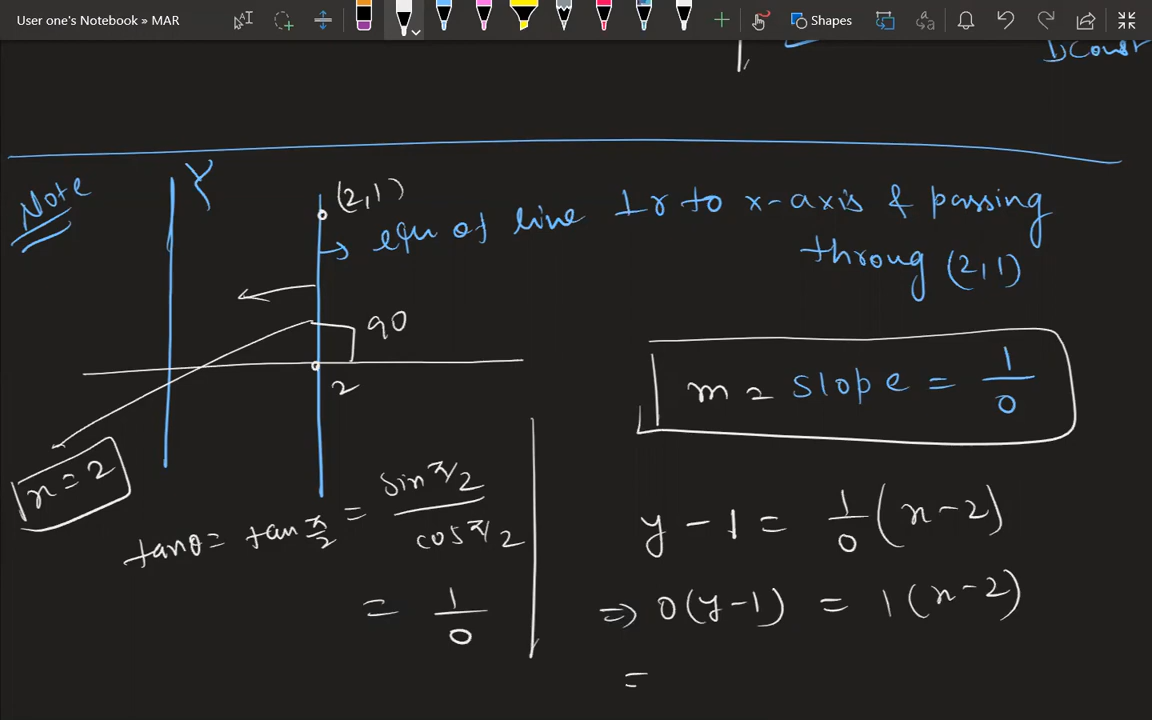 User one's Notebook » MAR
Shapes
1) Const
Note
Y
(2,1)
→ equ of line ⊥r to x-axis & passing
throug (2,1)
90
2
m = slope = 1/0
x = 2
tanθ = tan π/2 = sin π/2 / cos π/2
= 1/0
y - 1 = 1/0 (x - 2)
⇒ 0(y - 1) = 1(x - 2)
=